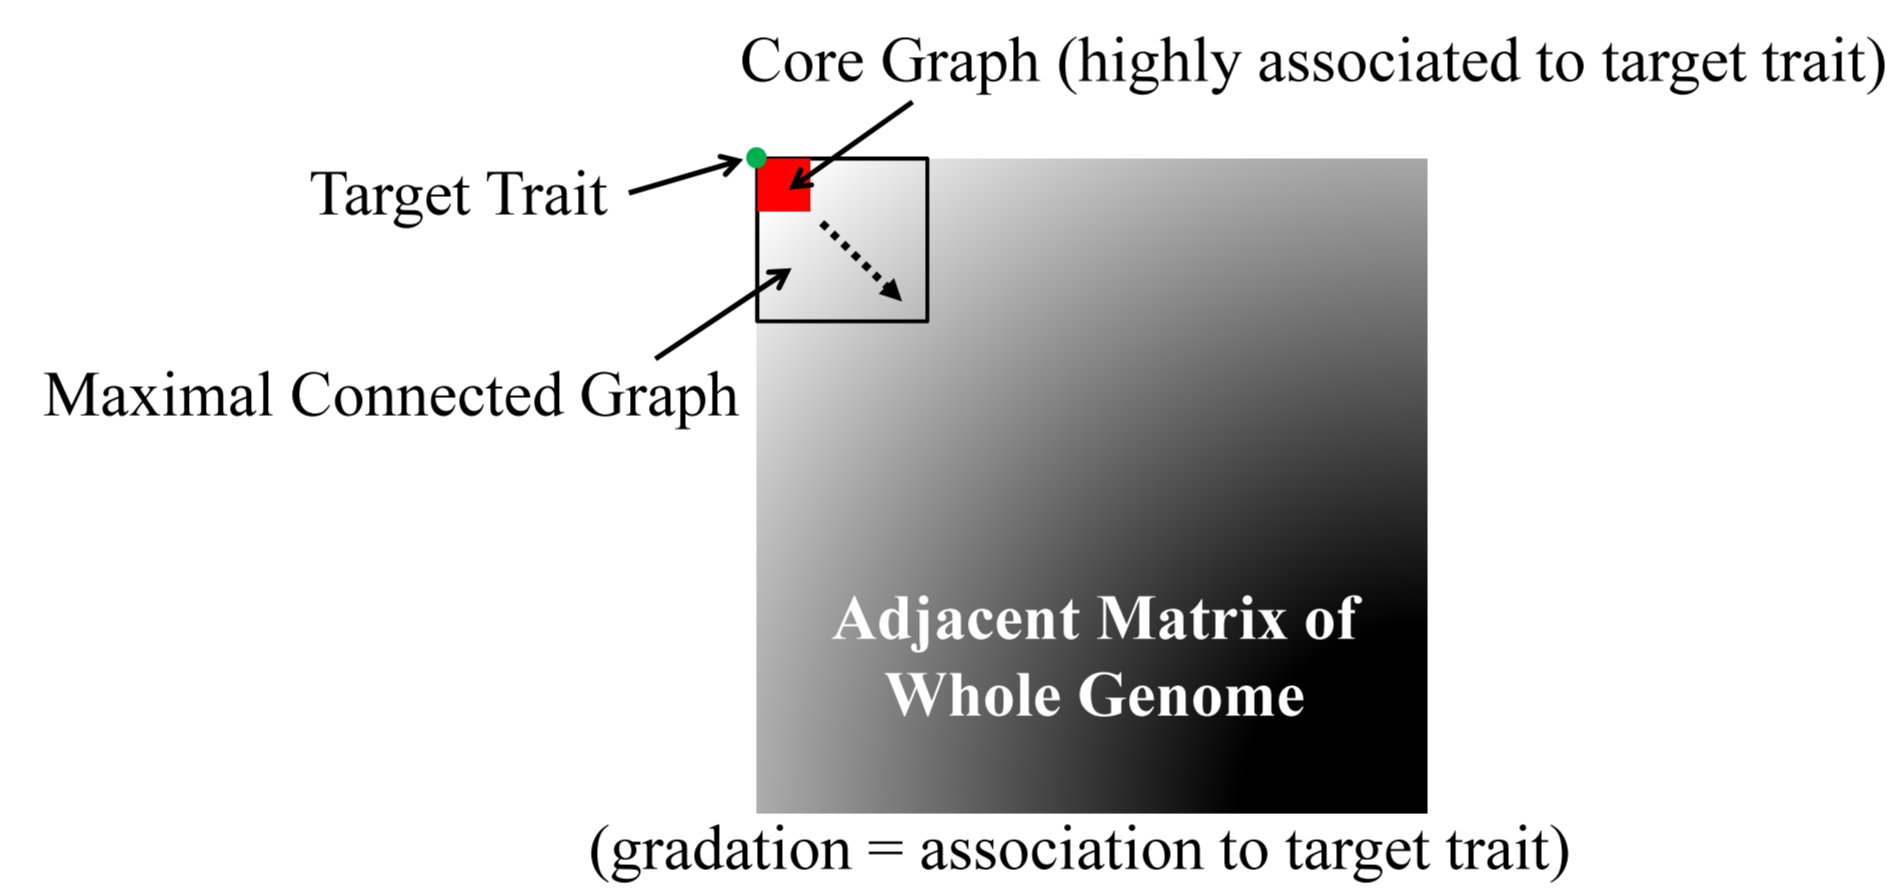 Core Graph (highly associated to target trait)
Target Trait
Maximal Connected Graph
Adjacent Matrix of
Whole Genome
(gradation = association to target trait)